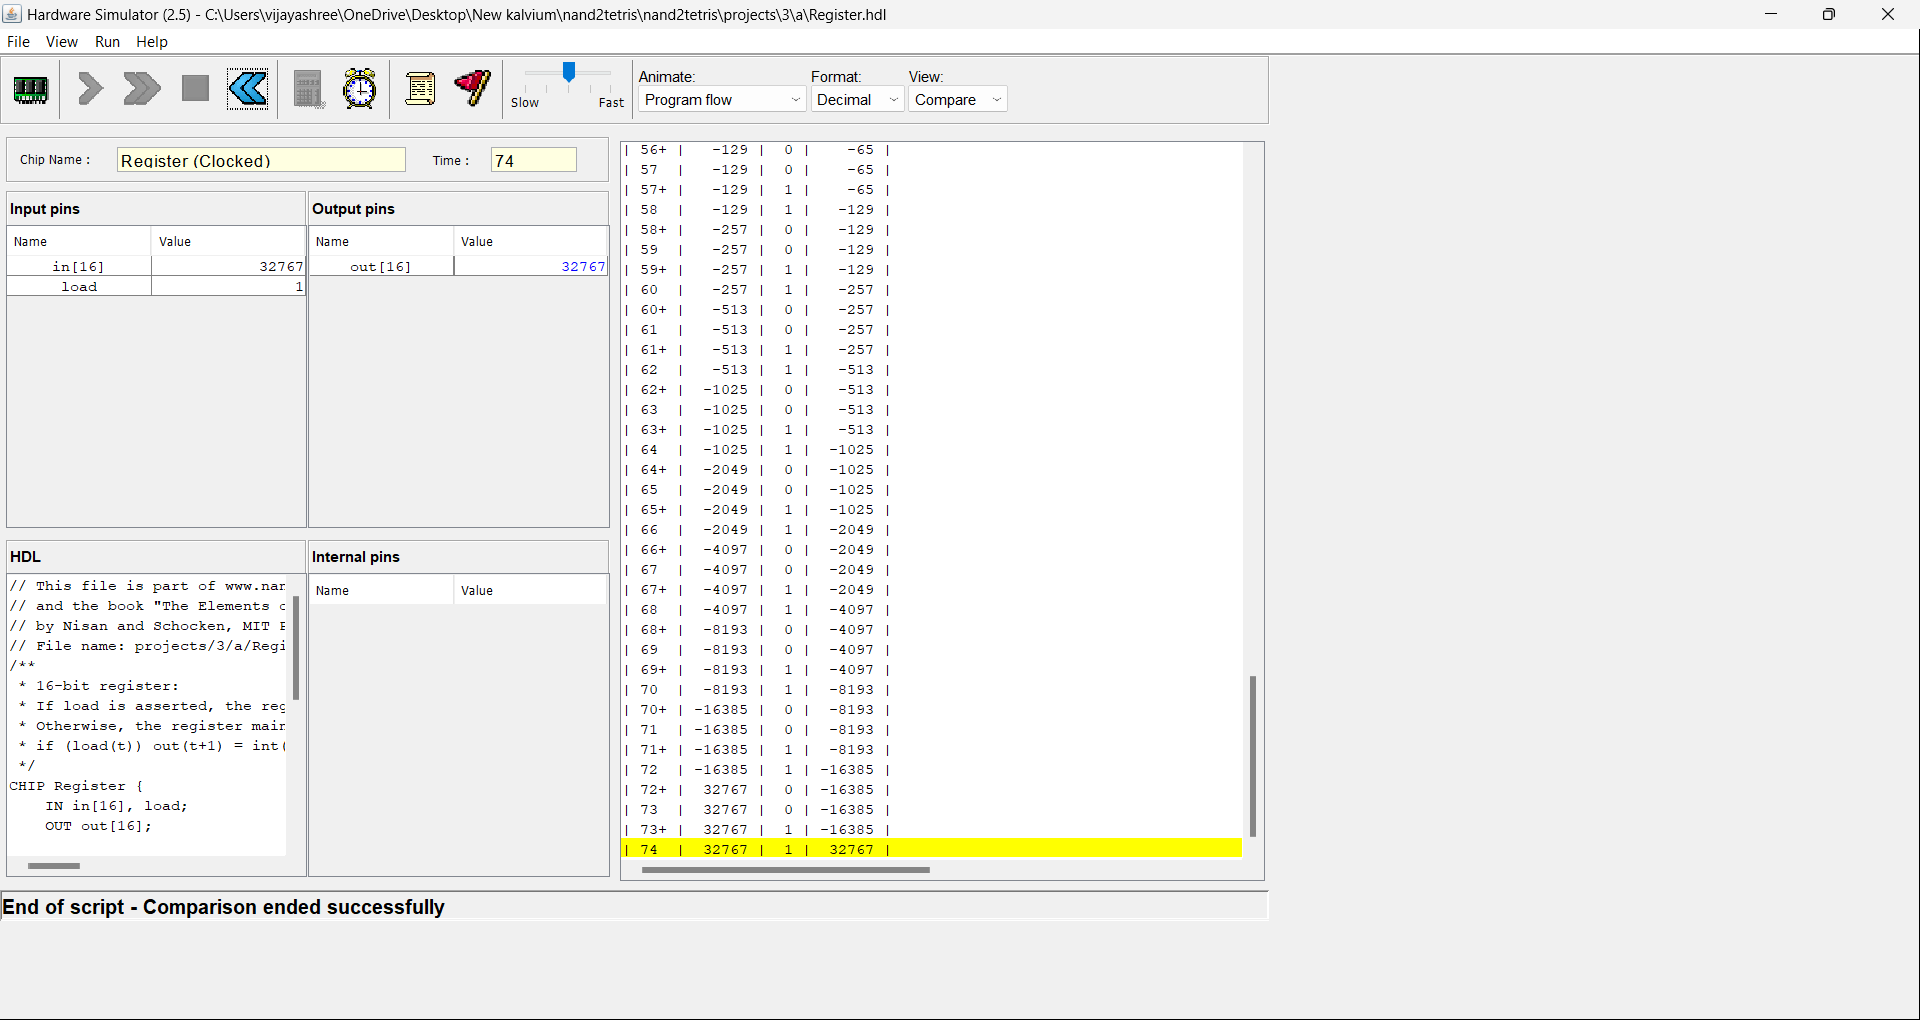 Hardware Simulator (2.5) - C:\Users\vijayashree\OneDrive\Desktop\New kalvium\nand2tetris\nand2tetris\projects\3\a\Register.hdl
File View Run Help
Slow Fast
Animate: Format: View:
Program flow Decimal Compare
Chip Name : Register (Clocked) Time : 74
Input pins
Name Value
in[16] 32767
load 1
Output pins
Name Value
out[16] 32767
HDL
// This file is part of www.nan
// and the book "The Elements o
// by Nisan and Schocken, MIT P
// File name: projects/3/a/Regi
/**
* 16-bit register:
* If load is asserted, the reg
* Otherwise, the register main
* if (load(t)) out(t+1) = int(
*/
CHIP Register {
IN in[16], load;
OUT out[16];
Internal pins
Name Value
| 56+ | -129 | 0 | -65 |
| 57 | -129 | 0 | -65 |
| 57+ | -129 | 1 | -65 |
| 58 | -129 | 1 | -129 |
| 58+ | -257 | 0 | -129 |
| 59 | -257 | 0 | -129 |
| 59+ | -257 | 1 | -129 |
| 60 | -257 | 1 | -257 |
| 60+ | -513 | 0 | -257 |
| 61 | -513 | 0 | -257 |
| 61+ | -513 | 1 | -257 |
| 62 | -513 | 1 | -513 |
| 62+ | -1025 | 0 | -513 |
| 63 | -1025 | 0 | -513 |
| 63+ | -1025 | 1 | -513 |
| 64 | -1025 | 1 | -1025 |
| 64+ | -2049 | 0 | -1025 |
| 65 | -2049 | 0 | -1025 |
| 65+ | -2049 | 1 | -1025 |
| 66 | -2049 | 1 | -2049 |
| 66+ | -4097 | 0 | -2049 |
| 67 | -4097 | 0 | -2049 |
| 67+ | -4097 | 1 | -2049 |
| 68 | -4097 | 1 | -4097 |
| 68+ | -8193 | 0 | -4097 |
| 69 | -8193 | 0 | -4097 |
| 69+ | -8193 | 1 | -4097 |
| 70 | -8193 | 1 | -8193 |
| 70+ | -16385 | 0 | -8193 |
| 71 | -16385 | 0 | -8193 |
| 71+ | -16385 | 1 | -8193 |
| 72 | -16385 | 1 | -16385 |
| 72+ | 32767 | 0 | -16385 |
| 73 | 32767 | 0 | -16385 |
| 73+ | 32767 | 1 | -16385 |
| 74 | 32767 | 1 | 32767 |
End of script - Comparison ended successfully